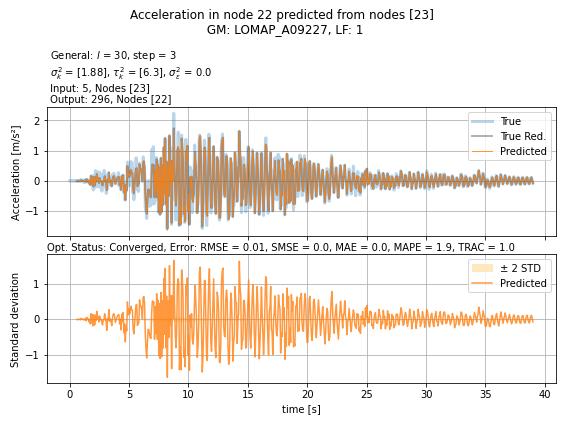 Acceleration in node 22 predicted from nodes [23]
GM: LOMAP_A09227, LF: 1
General: l = 30, step = 3
σ²ₖ = [1.88], τ²ₖ = [6.3], σ²ε = 0.0
Input: 5, Nodes [23]
Output: 296, Nodes [22]
Acceleration [m/s²]
2
1
0
−1
True
True Red.
Predicted
Opt. Status: Converged, Error: RMSE = 0.01, SMSE = 0.0, MAE = 0.0, MAPE = 1.9, TRAC = 1.0
Standard deviation
1
0
−1
± 2 STD
Predicted
0 5 10 15 20 25 30 35 40
time [s]